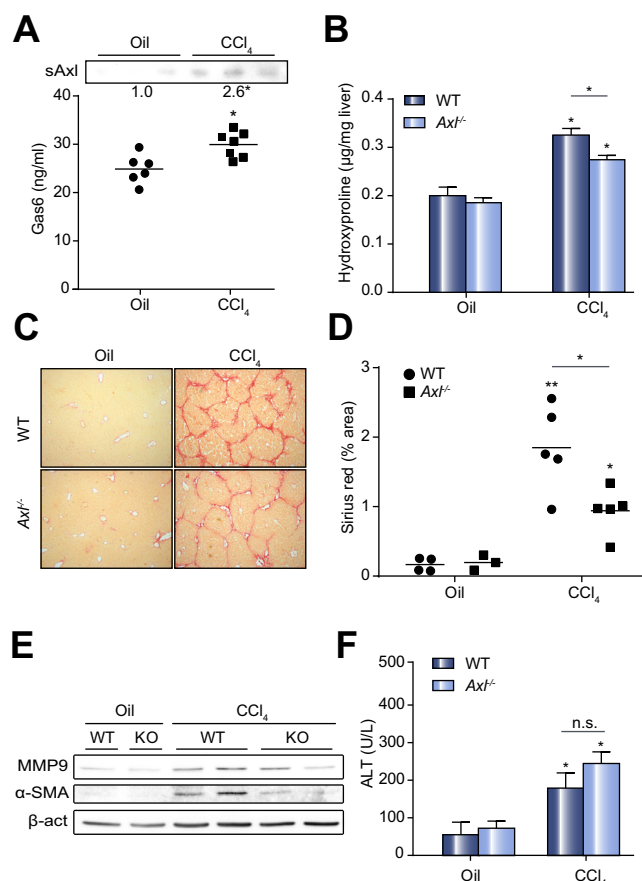 A
Oil CCl4
sAxl
1.0 2.6*
*
Gas6 (ng/ml)
40
30
20
10
0
Oil CCl4
B
Hydroxyproline (µg/mg liver)
0.4
0.3
0.2
0.1
0.0
WT
Axl-/-
*
* *
Oil CCl4
C
Oil CCl4
WT
Axl-/-
D
Sirius red (% area)
3
2
1
0
WT
Axl-/-
*
**
*
Oil CCl4
E
Oil CCl4
WT KO WT KO
MMP9
α-SMA
β-act
F
ALT (U/L)
500
400
300
200
100
0
WT
Axl-/-
n.s.
* *
Oil CCl4